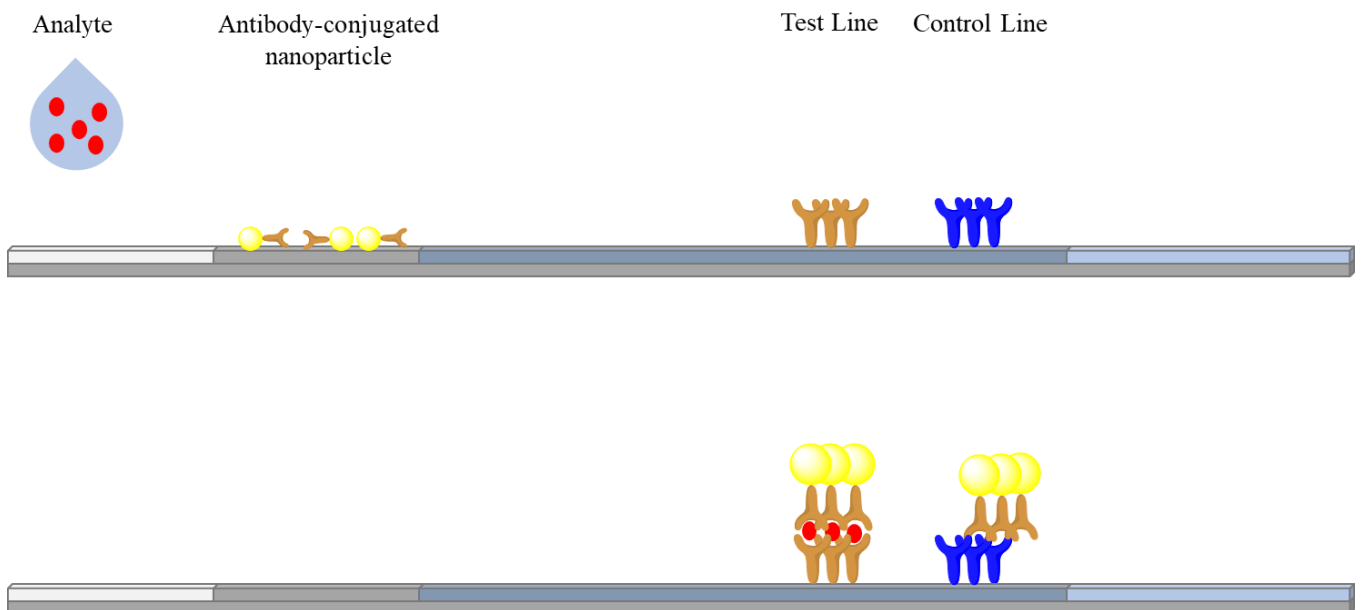 Analyte
Antibody-conjugated
nanoparticle
Test Line
Control Line